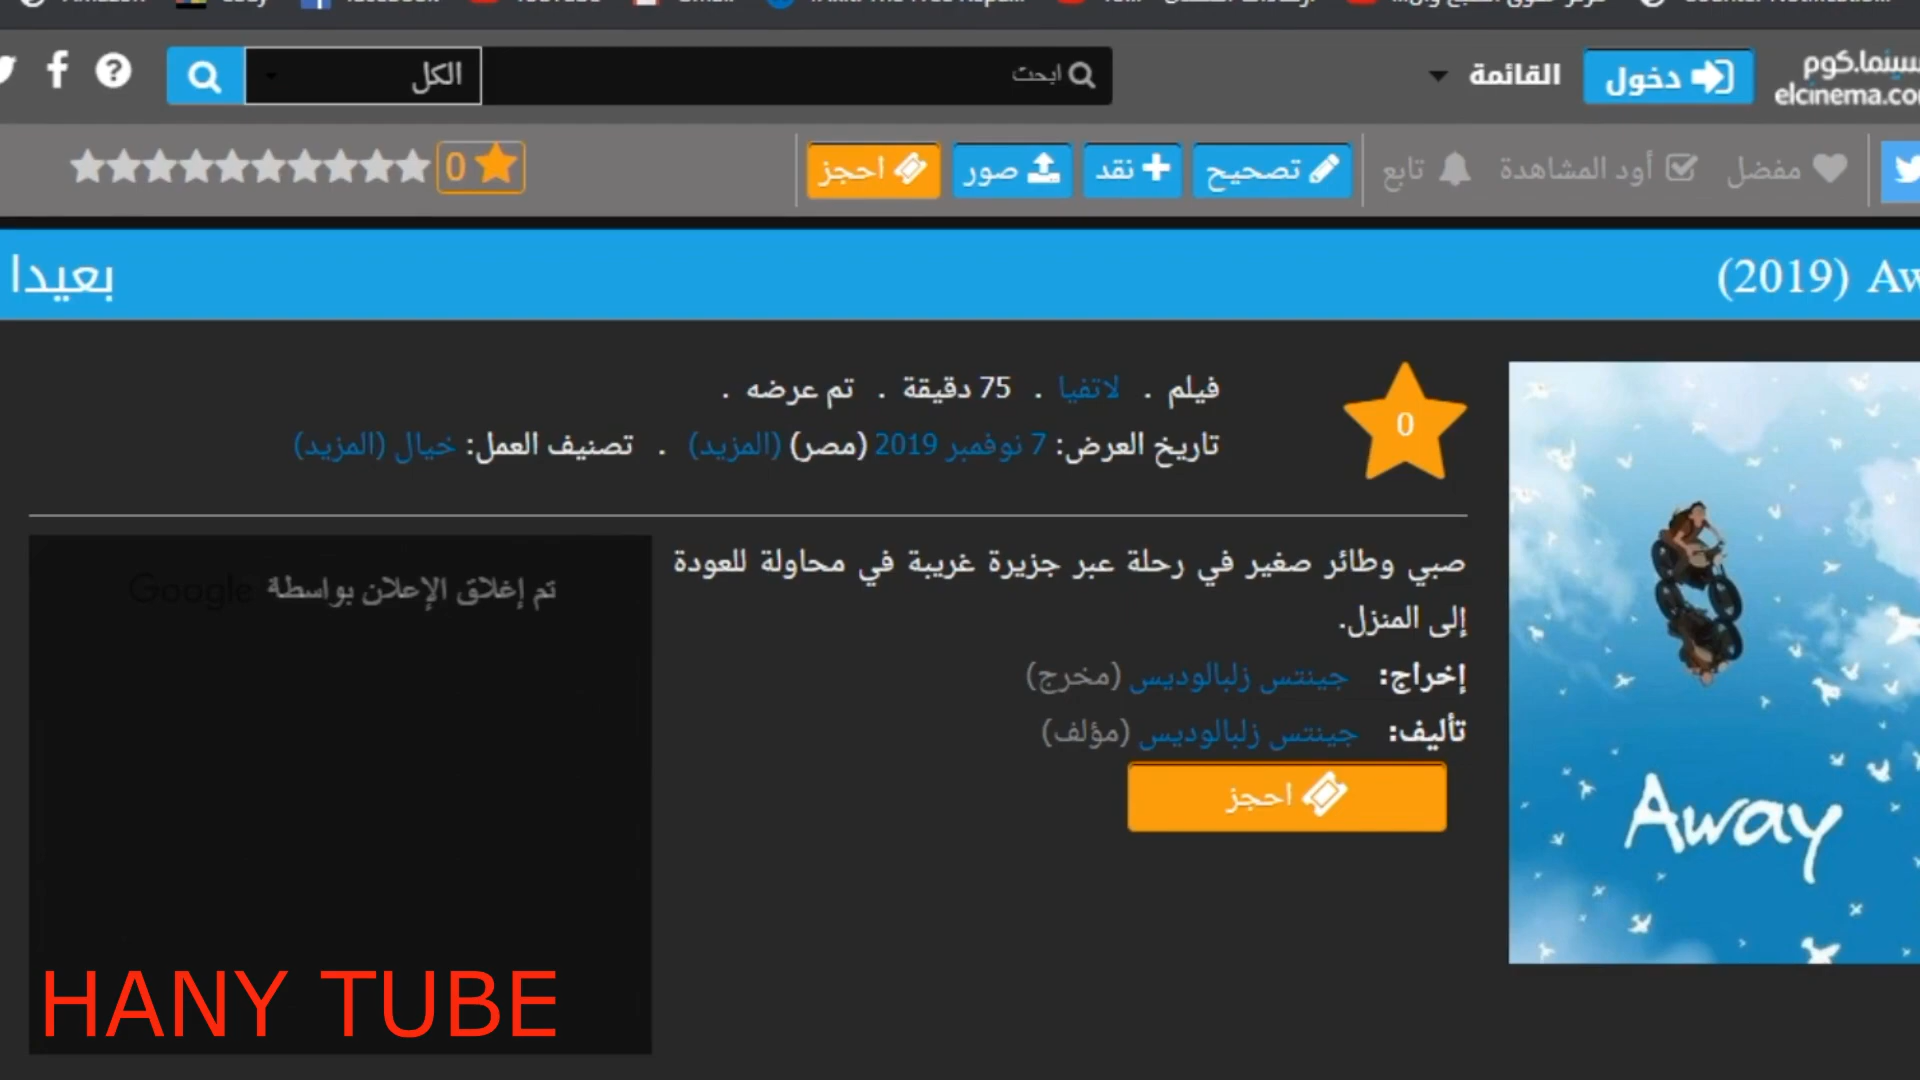 سينما.كوم
elcinema.co
دخول
القائمة
ابحث
الكل
مفضل
أود المشاهدة
تابع
تصحيح
نقد
صور
احجز
0
(2019)
بعيدا
0
فيلم . لاتفيا . 75 دقيقة . تم عرضه .
تاريخ العرض: 7 نوفمبر 2019 (مصر) (المزيد) . تصنيف العمل: خيال (المزيد)
صبي وطائر صغير في رحلة عبر جزيرة غريبة في محاولة للعودة
إلى المنزل.
إخراج: جينتس زلبالوديس (مخرج)
تأليف: جينتس زلبالوديس (مؤلف)
احجز
تم إغلاق الإعلان بواسطة Google
Away
HANY TUBE